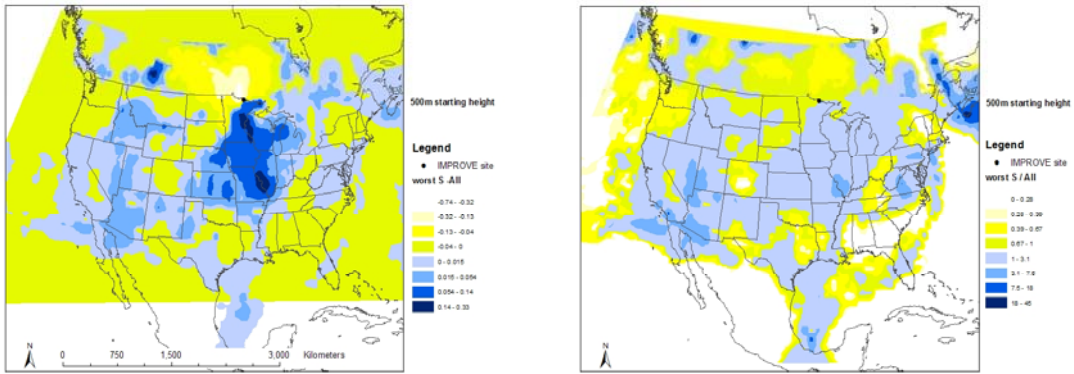 500m starting height
Legend
IMPROVE site
worst S -All
-0.74 - -0.32
-0.32 - -0.13
-0.13 - -0.04
-0.04 - 0
0 - 0.015
0.015 - 0.054
0.054 - 0.14
0.14 - 0.33
N
0 750 1,500 3,000 Kilometers
500m starting height
Legend
IMPROVE site
worst S / All
0 - 0.28
0.28 - 0.39
0.39 - 0.67
0.67 - 1
1 - 3.1
3.1 - 7.5
7.5 - 18
18 - 45
N